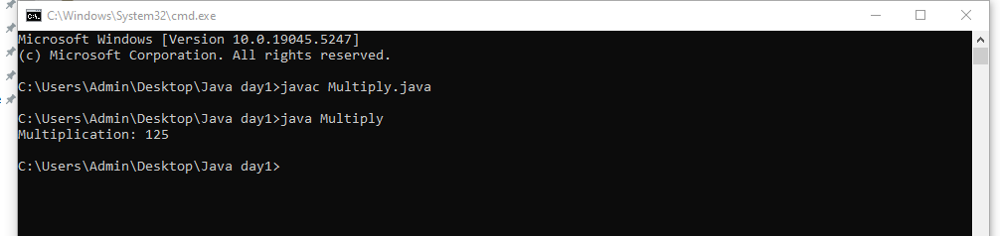 C:\Windows\System32\cmd.exe
Microsoft Windows [Version 10.0.19045.5247]
(c) Microsoft Corporation. All rights reserved.
C:\Users\Admin\Desktop\Java day1>javac Multiply.java
C:\Users\Admin\Desktop\Java day1>java Multiply
Multiplication: 125
C:\Users\Admin\Desktop\Java day1>